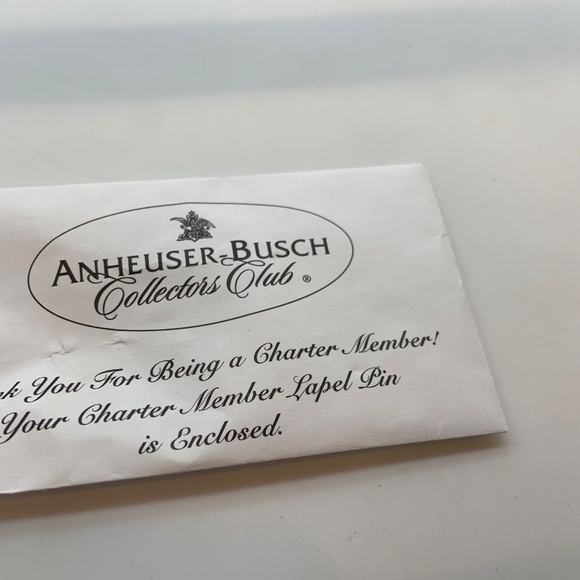 ANHEUSER-BUSCH
Collectors Club ®
k You For Being a Charter Member!
Your Charter Member Lapel Pin
is Enclosed.